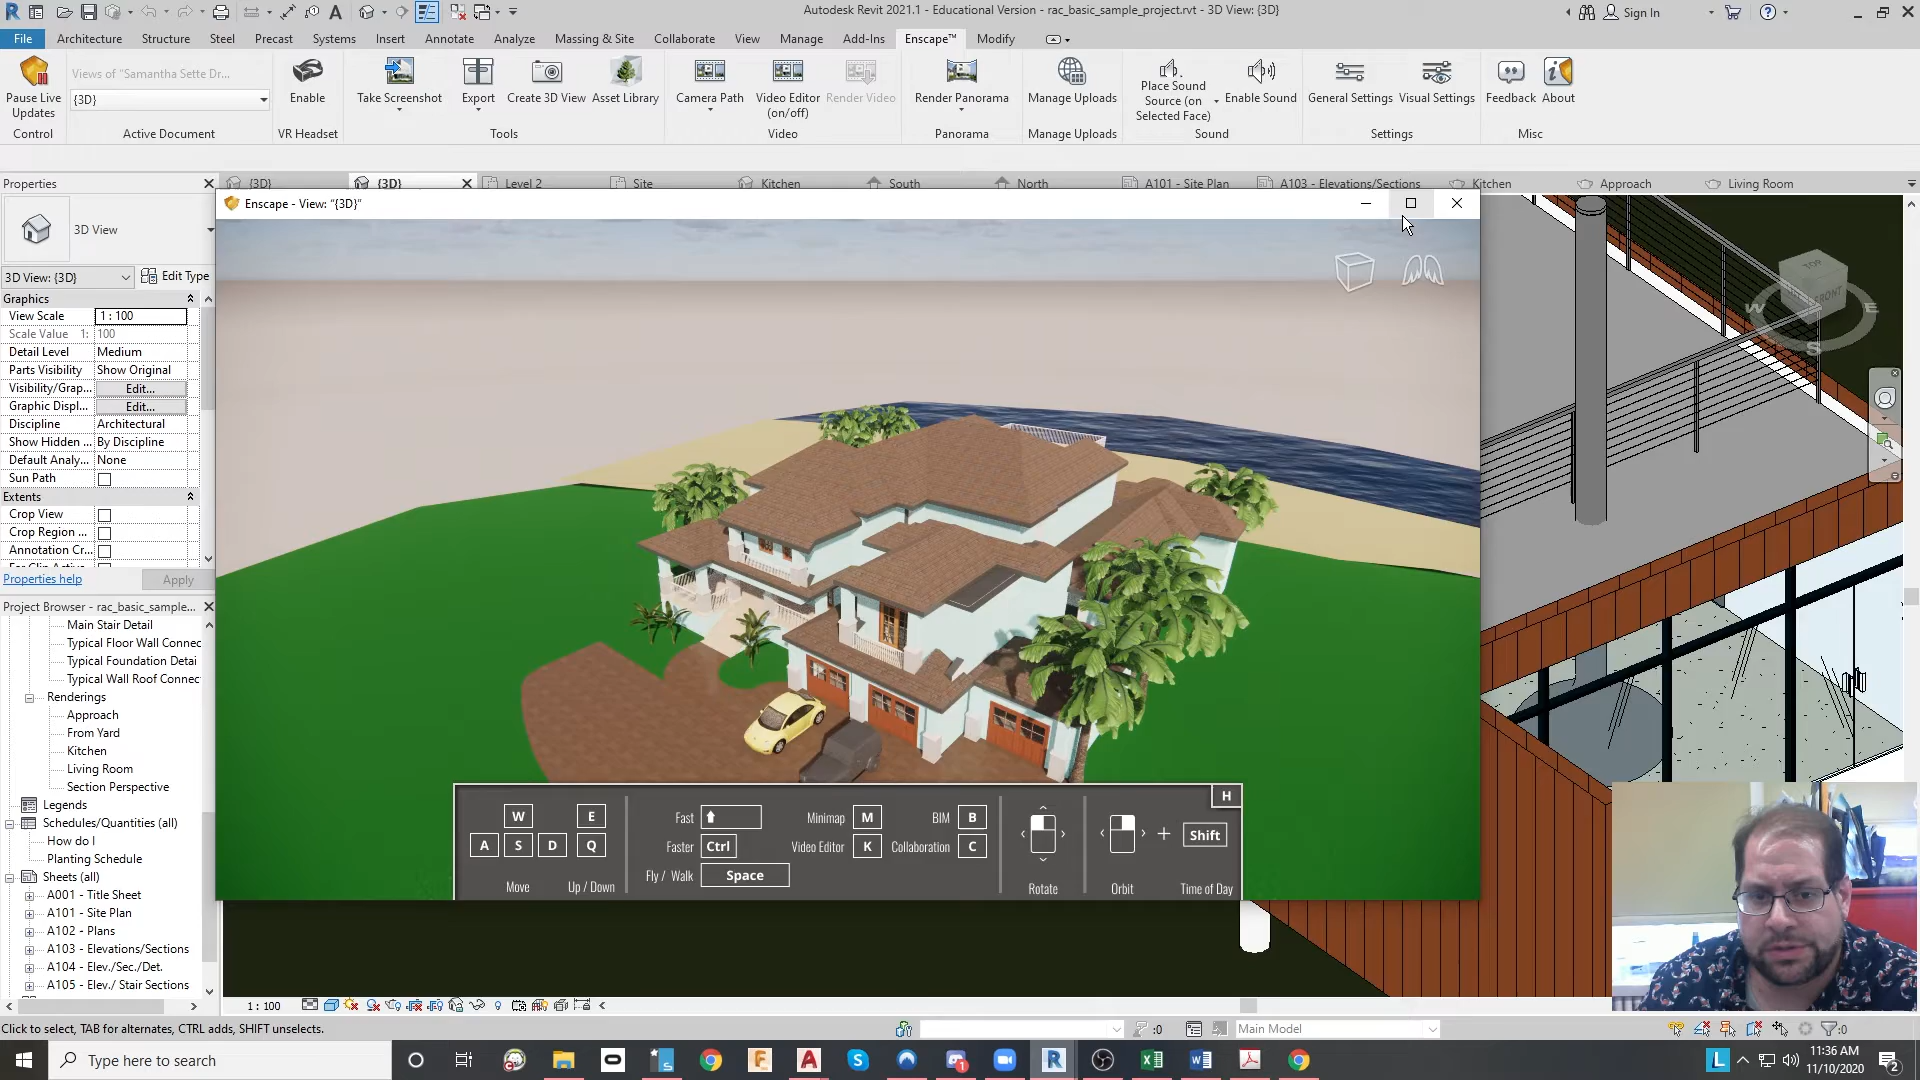 Autodesk Revit 2021.1 - Educational Version - rac_basic_sample_project.rvt - 3D View: {3D}
Sign In
File Architecture Structure Steel Precast Systems Insert Annotate Analyze Massing & Site Collaborate View Manage Add-Ins Enscape™ Modify
Views of "Samantha Sette Dr...
{3D}
Pause Live
Updates
Enable
Take Screenshot
Export
Create 3D View
Asset Library
Camera Path
Video Editor
(on/off)
Render Video
Render Panorama
Manage Uploads
Place Sound
Source (on
Selected Face)
Enable Sound
General Settings
Visual Settings
Feedback
About
Control Active Document VR Headset Tools Video Panorama Manage Uploads Sound Settings Misc
Properties
{3D} {3D} Level 2 Site Kitchen South North A101 - Site Plan A103 - Elevations/Sections Kitchen Approach Living Room
Enscape - View: "{3D}"
3D View
3D View: {3D}
Edit Type
Graphics
View Scale 1 : 100
Scale Value 1: 100
Detail Level Medium
Parts Visibility Show Original
Visibility/Grap... Edit...
Graphic Displ... Edit...
Discipline Architectural
Show Hidden ... By Discipline
Default Analy... None
Sun Path
Extents
Crop View
Crop Region ...
Annotation Cr...
Properties help
Apply
Project Browser - rac_basic_sample...
Main Stair Detail
Typical Floor Wall Connec
Typical Foundation Detai
Typical Wall Roof Connec
Renderings
Approach
From Yard
Kitchen
Living Room
Section Perspective
Legends
Schedules/Quantities (all)
How do I
Planting Schedule
Sheets (all)
A001 - Title Sheet
A101 - Site Plan
A102 - Plans
A103 - Elevations/Sections
A104 - Elev./Sec./Det.
A105 - Elev./ Stair Sections
TOP
FRONT
W
E
S
H
W E
A S D Q
Move Up / Down
Fast
Faster Ctrl
Fly / Walk Space
Minimap M
Video Editor K
BIM B
Collaboration C
Rotate
Orbit
+ Shift
Time of Day
1 : 100
Click to select, TAB for alternates, CTRL adds, SHIFT unselects.
:0
Main Model
:0
Type here to search
11:36 AM
11/10/2020
2